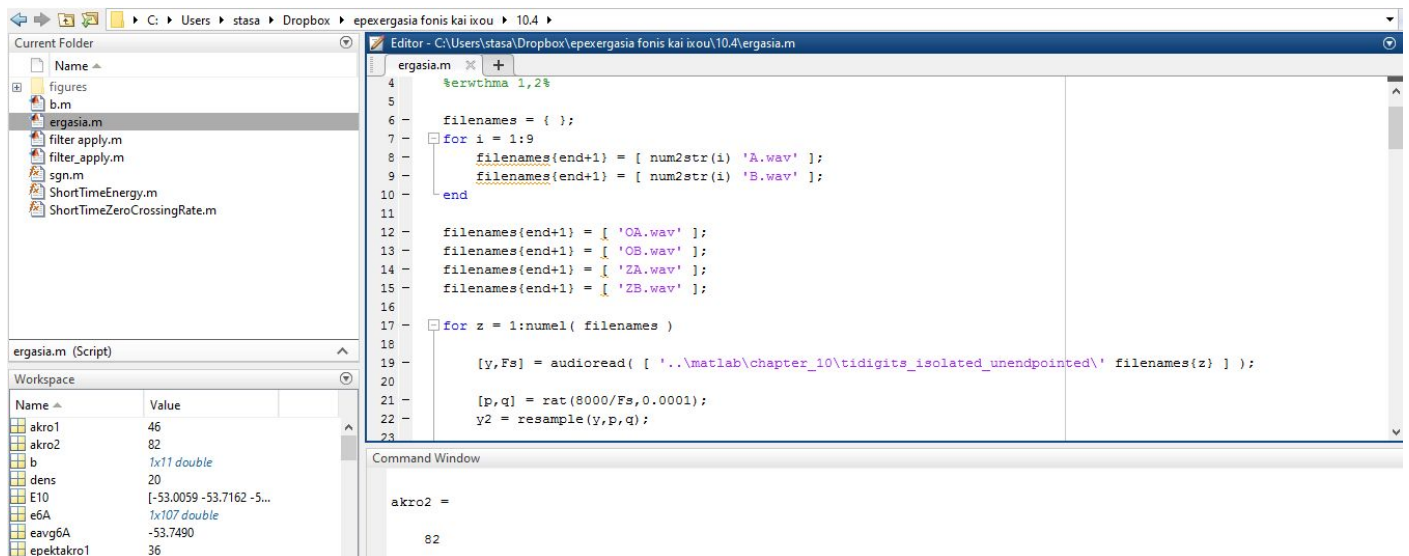 C: Users stasa Dropbox epexergasia fonis kai ixou 10.4
Current Folder
Name
figures
b.m
ergasia.m
filter apply.m
filter_apply.m
sgn.m
ShortTimeEnergy.m
ShortTimeZeroCrossingRate.m
ergasia.m (Script)
Workspace
Name Value
akro1 46
akro2 82
b 1x11 double
dens 20
E10 [-53.0059 -53.7162 -5...
e6A 1x107 double
eavg6A -53.7490
epektakro1 36
Editor - C:\Users\stasa\Dropbox\epexergasia fonis kai ixou\10.4\ergasia.m
ergasia.m
4 %erwthma 1,2%
5
6 - filenames = { };
7 - for i = 1:9
8 - filenames{end+1} = [ num2str(i) 'A.wav' ];
9 - filenames{end+1} = [ num2str(i) 'B.wav' ];
10 - end
11
12 - filenames{end+1} = [ 'OA.wav' ];
13 - filenames{end+1} = [ 'OB.wav' ];
14 - filenames{end+1} = [ 'ZA.wav' ];
15 - filenames{end+1} = [ 'ZB.wav' ];
16
17 - for z = 1:numel( filenames )
18
19 - [y,Fs] = audioread( [ '..\matlab\chapter_10\tidigits_isolated_unendpointed\' filenames{z} ] );
20
21 - [p,q] = rat(8000/Fs,0.0001);
22 - y2 = resample(y,p,q);
23
Command Window
akro2 =
82